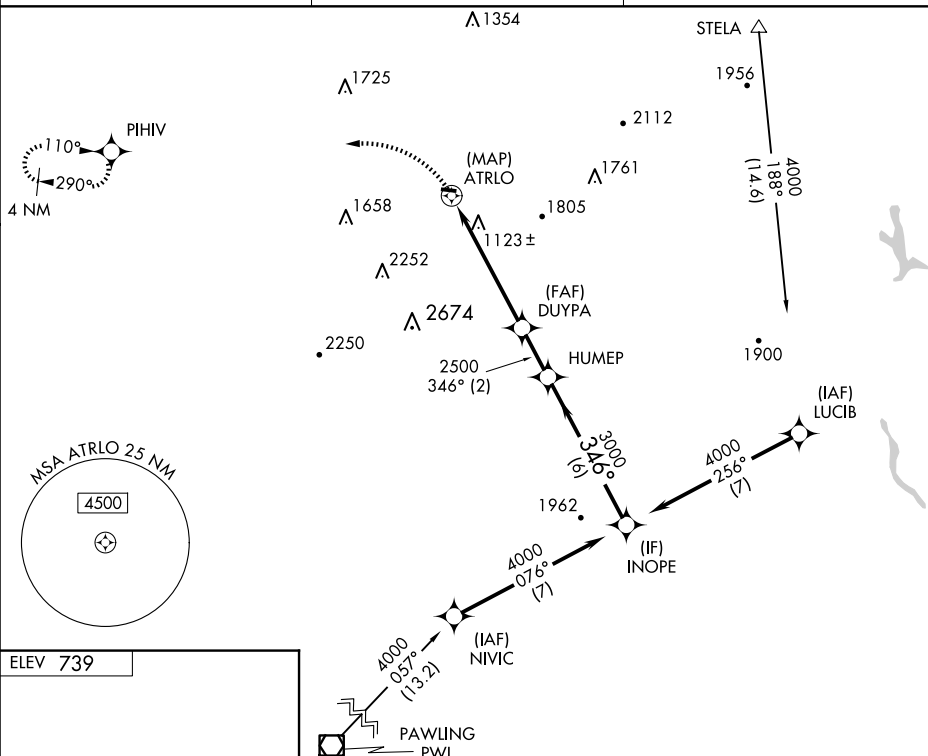 1354
STELA
1725
1956
PIHIV
2112
110°
290°
4 NM
(MAP)
ATRLO
1761
4000
188°
(14.6)
1658
1805
1123±
2252
(FAF)
DUYPA
2674
2250
1900
HUMEP
2500
346° (2)
(IAF)
LUCIB
3000
346°
(6)
4000
256°
(7)
MSA ATRLO 25 NM
4500
1962
(IF)
INOPE
4000
076°
(7)
(IAF)
NIVIC
4000
057°
(13.2)
ELEV 739
PAWLING
PWL